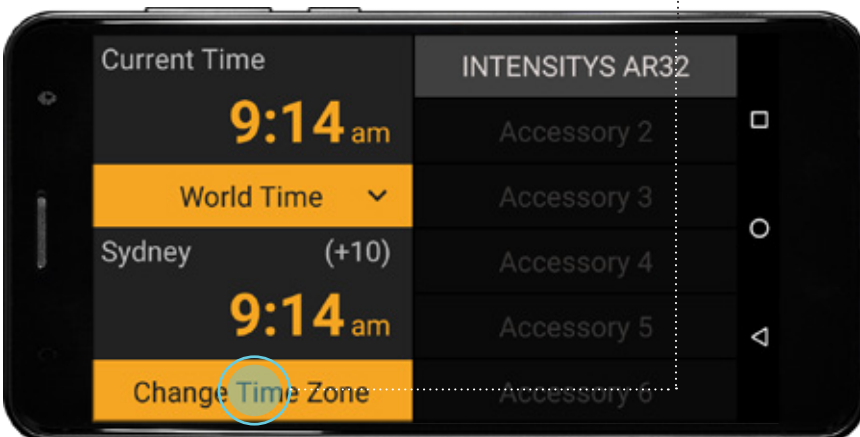 Current Time
9:14 am
World Time
Sydney (+10)
9:14 am
Change Time Zone
INTENSITYS AR32
Accessory 2
Accessory 3
Accessory 4
Accessory 5
Accessory 6